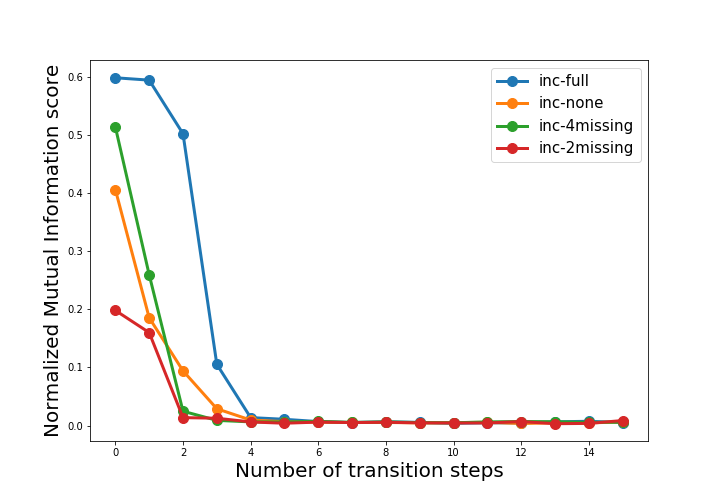 Normalized Mutual Information score
0.6
0.5
0.4
0.3
0.2
0.1
0.0
inc-full
inc-none
inc-4missing
inc-2missing
0 2 4 6 8 10 12 14
Number of transition steps